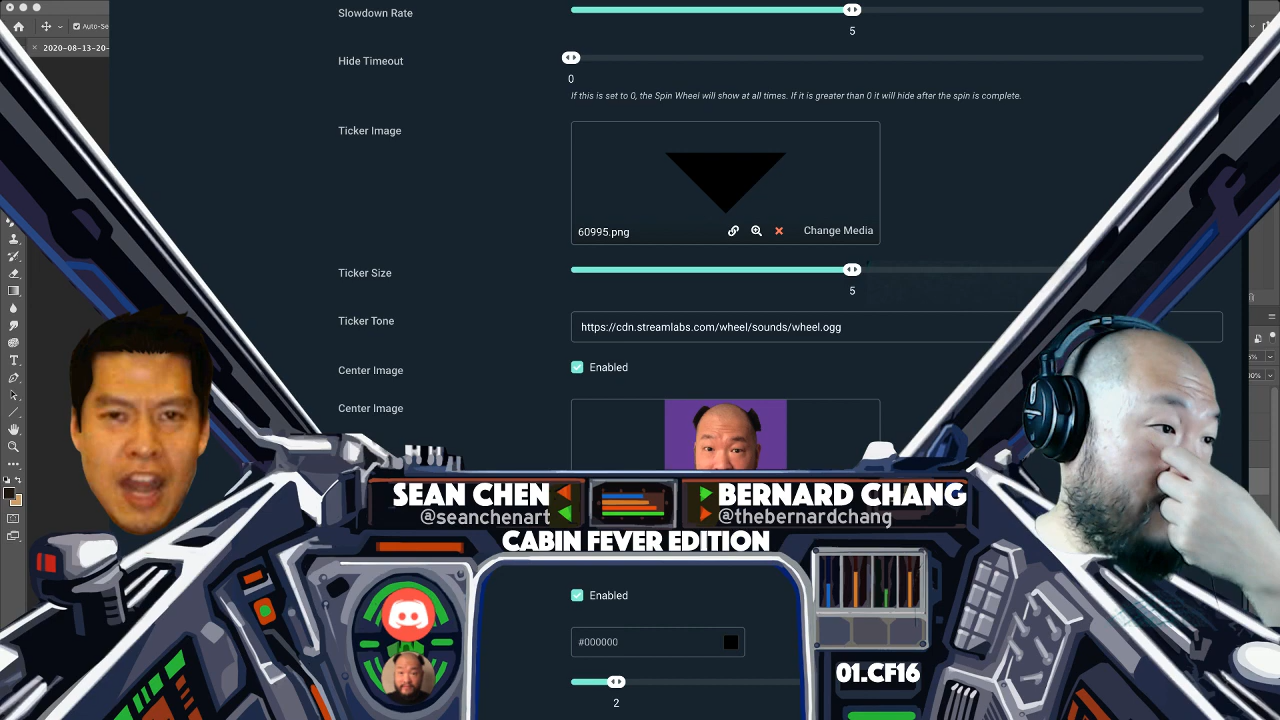 Auto-Se
2020-08-13-20-
Slowdown Rate
5
Hide Timeout
0
If this is set to 0, the Spin Wheel will show at all times. If it is greater than 0 it will hide after the spin is complete.
Ticker Image
60995.png
Change Media
Ticker Size
5
Ticker Tone
https://cdn.streamlabs.com/wheel/sounds/wheel.ogg
Center Image
Enabled
Center Image
SEAN CHEN
@seanchenart
BERNARD CHANG
@thebernardchang
CABIN FEVER EDITION
Enabled
#000000
2
01.CF16